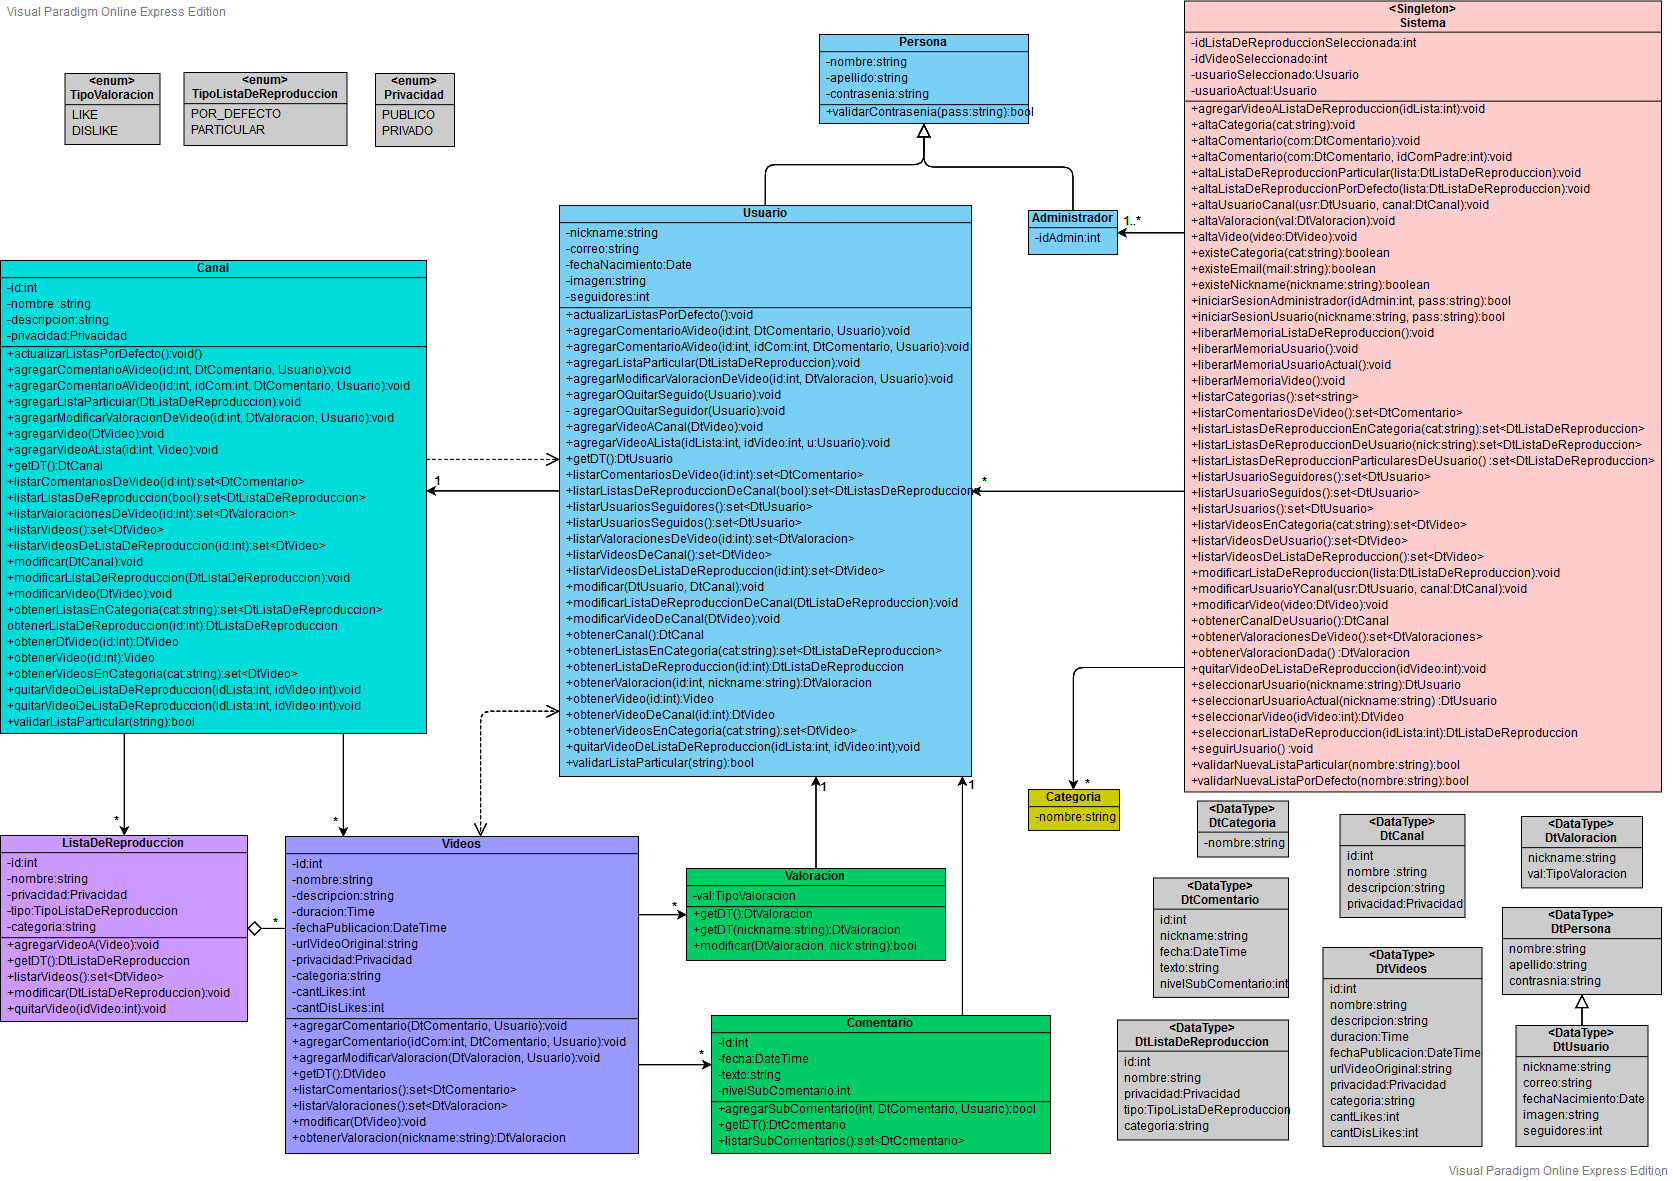 Visual Paradigm Online Express Edition
<enum>
TipoValoracion
LIKE
DISLIKE
<enum>
TipoListaDeReproduccion
POR_DEFECTO
PARTICULAR
<enum>
Privacidad
PUBLICO
PRIVADO
Persona
-nombre:string
-apellido:string
-contrasenia:string
+validarContrasenia(pass:string):bool
<Singleton>
Sistema
-idListaDeReproduccionSeleccionada:int
-idVideoSeleccionado:int
-usuarioSeleccionado:Usuario
-usuarioActual:Usuario
+agregarVideoAListaDeReproduccion(idLista:int):void
+altaCategoria(cat:string):void
+altaComentario(com:DtComentario):void
+altaComentario(com:DtComentario, idComPadre:int):void
+altaListaDeReproduccionParticular(lista:DtListaDeReproduccion):void
+altaListaDeReproduccionPorDefecto(lista:DtListaDeReproduccion):void
+altaUsuarioCanal(usr:DtUsuario, canal:DtCanal):void
+altaValoracion(val:DtValoracion):void
+altaVideo(video:DtVideo):void
+existeCategoria(cat:string):boolean
+existeEmail(mail:string):boolean
+existeNickname(nickname:string):boolean
+iniciarSesionAdministrador(idAdmin:int, pass:string):bool
+iniciarSesionUsuario(nickname:string, pass:string):bool
+liberarMemoriaListaDeReproduccion():void
+liberarMemoriaUsuario():void
+liberarMemoriaUsuarioActual():void
+liberarMemoriaVideo():void
+listarCategorias():set<string>
+listarComentariosDeVideo():set<DtComentario>
+listarListasDeReproduccionEnCategoria(cat:string):set<DtListaDeReproduccion>
+listarListasDeReproduccionDeUsuario(nick:string):set<DtListaDeReproduccion>
+listarListasDeReproduccionParticularesDeUsuario() :set<DtListaDeReproduccion>
+listarUsuarioSeguidores():set<DtUsuario>
+listarUsuarioSeguidos():set<DtUsuario>
+listarUsuarios():set<DtUsuario>
+listarVideosEnCategoria(cat:string):set<DtVideo>
+listarVideosDeUsuario():set<DtVideo>
+listarVideosDeListaDeReproduccion():set<DtVideo>
+modificarListaDeReproduccion(lista:DtListaDeReproduccion):void
+modificarUsuarioYCanal(usr:DtUsuario, canal:DtCanal):void
+modificarVideo(video:DtVideo):void
+obtenerCanalDeUsuario():DtCanal
+obtenerValoracionesDeVideo():set<DtValoraciones>
+obtenerValoracionDada() :DtValoracion
+quitarVideoDeListaDeReproduccion(idVideo:int):void
+seleccionarUsuario(nickname:string):DtUsuario
+seleccionarUsuarioActual(nickname:string) :DtUsuario
+seleccionarVideo(idVideo:int):DtVideo
+seleccionarListaDeReproduccion(idLista:int):DtListaDeReproduccion
+seguirUsuario() :void
+validarNuevaListaParticular(nombre:string):bool
+validarNuevaListaPorDefecto(nombre:string):bool
Usuario
-nickname:string
-correo:string
-fechaNacimiento:Date
-imagen:string
-seguidores:int
+actualizarListasPorDefecto():void
+agregarComentarioAVideo(id:int, DtComentario, Usuario):void
+agregarComentarioAVideo(id:int, idCom:int, DtComentario, Usuario):void
+agregarListaParticular(DtListaDeReproduccion):void
+agregarModificarValoracionDeVideo(id:int, DtValoracion, Usuario):void
+agregarOQuitarSeguido(Usuario):void
- agregarOQuitarSeguidor(Usuario):void
+agregarVideoACanal(DtVideo):void
+agregarVideoALista(idLista:int, idVideo:int, u:Usuario):void
+getDT():DtUsuario
+listarComentariosDeVideo(id:int):set<DtComentario>
+listarListasDeReproduccionDeCanal(bool):set<DtListasDeReproduccion
+listarUsuariosSeguidores():set<DtUsuario>
+listarUsuariosSeguidos():set<DtUsuario>
+listarValoracionesDeVideo(id:int):set<DtValoracion>
+listarVideosDeCanal():set<DtVideo>
+listarVideosDeListaDeReproduccion(id:int):set<DtVideo>
+modificar(DtUsuario, DtCanal):void
+modificarListaDeReproduccionDeCanal(DtListaDeReproduccion):void
+modificarVideoDeCanal(DtVideo):void
+obtenerCanal():DtCanal
+obtenerListasEnCategoria(cat:string):set<DtListaDeReproduccion>
+obtenerListaDeReproduccion(id:int):DtListaDeReproduccion
+obtenerValoracion(id:int, nickname:string):DtValoracion
+obtenerVideo(id:int):Video
+obtenerVideoDeCanal(id:int):DtVideo
+obtenerVideosEnCategoria(cat:string):set<DtVideo>
+quitarVideoDeListaDeReproduccion(idLista:int, idVideo:int);void
+validarListaParticular(string):bool
Administrador
-idAdmin:int
1..*
*
1
Canal
-id:int
-nombre :string
-descripcion:string
-privacidad:Privacidad
+actualizarListasPorDefecto():void()
+agregarComentarioAVideo(id:int, DtComentario, Usuario):void
+agregarComentarioAVideo(id:int, idCom:int, DtComentario, Usuario):void
+agregarListaParticular(DtListaDeReproduccion):void
+agregarModificarValoracionDeVideo(id:int, DtValoracion, Usuario):void
+agregarVideo(DtVideo):void
+agregarVideoALista(id:int, Video):void
+getDT():DtCanal
+listarComentariosDeVideo(id:int):set<DtComentario>
+listarListasDeReproduccion(bool):set<DtListaDeReproduccion>
+listarValoracionesDeVideo(id:int):set<DtValoracion>
+listarVideos():set<DtVideo>
+listarVideosDeListaDeReproduccion(id:int):set<DtVideo>
+modificar(DtCanal):void
+modificarListaDeReproduccion(DtListaDeReproduccion):void
+modificarVideo(DtVideo):void
+obtenerListasEnCategoria(cat:string):set<DtListaDeReproduccion>
obtenerListaDeReproduccion(id:int):DtListaDeReproduccion
+obtenerDtVideo(id:int):DtVideo
+obtenerVideo(id:int):Video
+obtenerVideosEnCategoria(cat:string):set<DtVideo>
+quitarVideoDeListaDeReproduccion(idLista:int, idVideo:int):void
+quitarVideoDeListaDeReproduccion(idLista:int, idVideo:int);void
+validarListaParticular(string):bool
*
*
1
1
*
Categoria
-nombre:string
ListaDeReproduccion
-id:int
-nombre:string
-privacidad:Privacidad
-tipo:TipoListaDeReproduccion
-categoria:string
+agregarVideoA(Video):void
+getDT():DtListaDeReproduccion
+listarVideos():set<DtVideo>
+modificar(DtListaDeReproduccion):void
+quitarVideo(idVideo:int):void
*
Videos
-id:int
-nombre:string
-descripcion:string
-duracion:Time
-fechaPublicacion:DateTime
-urlVideoOriginal:string
-privacidad:Privacidad
-categoria:string
-cantLikes:int
-cantDisLikes:int
+agregarComentario(DtComentario, Usuario):void
+agregarComentario(idCom:int, DtComentario, Usuario):void
+agregarModificarValoracion(DtValoracion, Usuario):void
+getDT():DtVideo
+listarComentarios():set<DtComentario>
+listarValoraciones():set<DtValoracion>
+modificar(DtVideo):void
+obtenerValoracion(nickname:string):DtValoracion
*
*
Valoracion
-val:TipoValoracion
+getDT():DtValoracion
+getDT(nickname:string):DtValoracion
+modificar(DtValoracion, nick:string):bool
Comentario
-id:int
-fecha:DateTime
-texto:string
-nivelSubComentario:int
+agregarSubComentario(int, DtComentario, Usuario):bool
+getDT():DtComentario
+listarSubComentarios():set<DtComentario>
<DataType>
DtCategoria
-nombre:string
<DataType>
DtCanal
id:int
nombre :string
descripcion:string
privacidad:Privacidad
<DataType>
DtValoracion
nickname:string
val:TipoValoracion
<DataType>
DtComentario
id:int
nickname:string
fecha:DateTime
texto:string
nivelSubComentario:int
<DataType>
DtPersona
nombre:string
apellido:string
contrasnia:string
<DataType>
DtVideos
id:int
nombre:string
descripcion:string
duracion:Time
fechaPublicacion:DateTime
urlVideoOriginal:string
privacidad:Privacidad
categoria:string
cantLikes:int
cantDisLikes:int
<DataType>
DtListaDeReproduccion
id:int
nombre:string
privacidad:Privacidad
tipo:TipoListaDeReproduccion
categoria:string
<DataType>
DtUsuario
nickname:string
correo:string
fechaNacimiento:Date
imagen:string
seguidores:int
Visual Paradigm Online Express Edition